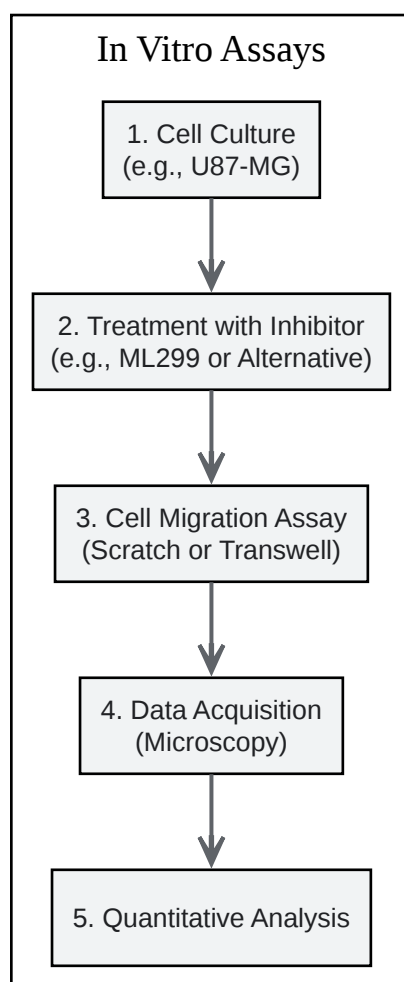 In Vitro Assays
1. Cell Culture
(e.g., U87-MG)
2. Treatment with Inhibitor
(e.g., ML299 or Alternative)
3. Cell Migration Assay
(Scratch or Transwell)
4. Data Acquisition
(Microscopy)
5. Quantitative Analysis